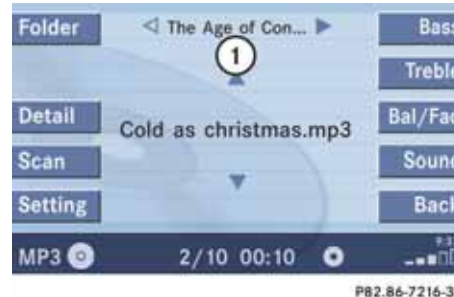 Folder
The Age of Con...
Bass
1
Treble
Detail
Cold as christmas.mp3
Bal/Fad
Scan
Sound
Setting
Back
MP3
2/10 00:10
P82.86-7216-3